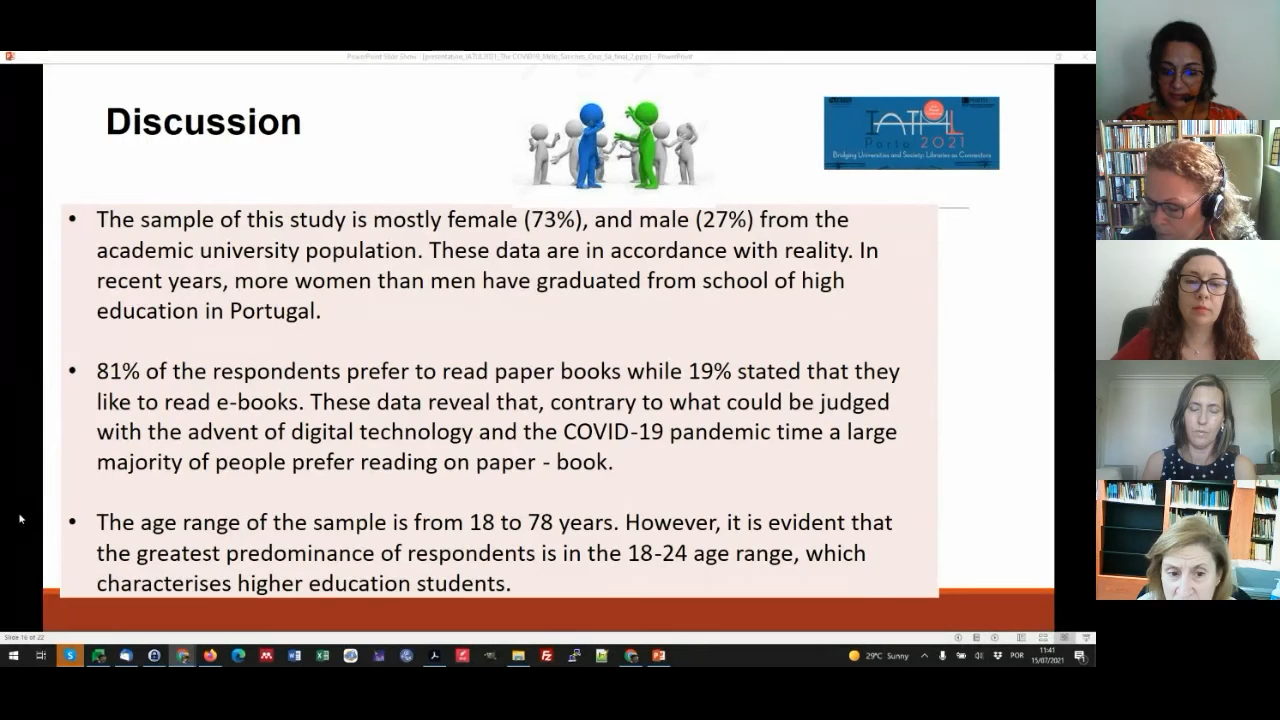 Discussion
IATUL
Porto 2021
Bridging Universities and Society: Libraries as Connectors
• The sample of this study is mostly female (73%), and male (27%) from the
academic university population. These data are in accordance with reality. In
recent years, more women than men have graduated from school of high
education in Portugal.
• 81% of the respondents prefer to read paper books while 19% stated that they
like to read e-books. These data reveal that, contrary to what could be judged
with the advent of digital technology and the COVID-19 pandemic time a large
majority of people prefer reading on paper - book.
• The age range of the sample is from 18 to 78 years. However, it is evident that
the greatest predominance of respondents is in the 18-24 age range, which
characterises higher education students.
Slide 16 of 22
29°C Sunny
POR
11:41
15/07/2021